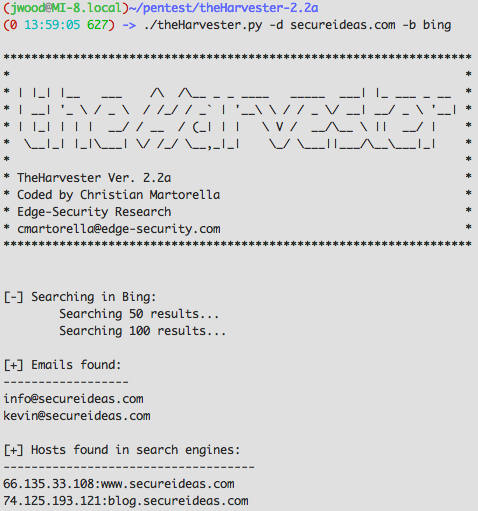 (jwood@MI-8.local)~/pentest/theHarvester-2.2a
(0 13:59:05 627) -> ./theHarvester.py -d secureideas.com -b bing
*******************************************************************
*                                                                 *
* | |_| |__   ___    /\  /\__ _ _ ____   _____  ___| |_ ___ _ __  *
* | __| '_ \ / _ \  / /_/ / _` | '__\ \ / / _ \/ __| __/ _ \ '__| *
* | |_| | | |  __/ / __  / (_| | |   \ V /  __/\__ \ ||  __/ |    *
*  \__|_| |_|\___| \/ /_/ \__,_|_|    \_/ \___||___/\__\___|_|    *
*                                                                 *
* TheHarvester Ver. 2.2a                                          *
* Coded by Christian Martorella                                   *
* Edge-Security Research                                          *
* cmartorella@edge-security.com                                   *
*******************************************************************
[-] Searching in Bing:
        Searching 50 results...
        Searching 100 results...
[+] Emails found:
------------------
info@secureideas.com
kevin@secureideas.com
[+] Hosts found in search engines:
------------------------------------
66.135.33.108:www.secureideas.com
74.125.193.121:blog.secureideas.com